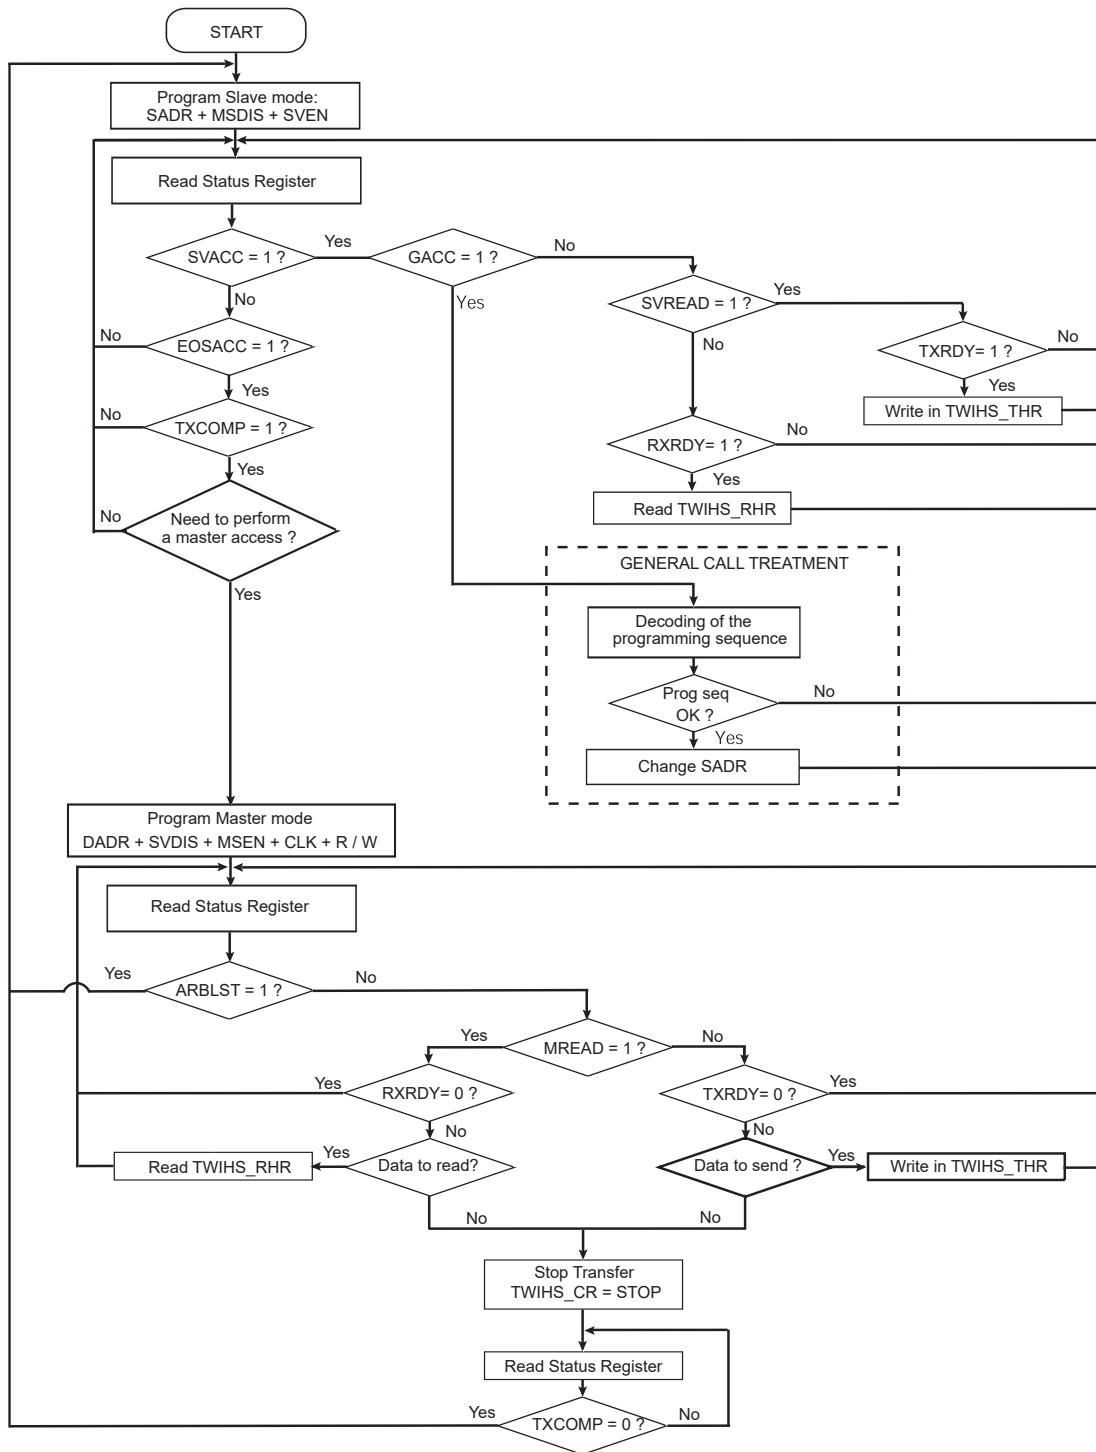 START
Program Slave mode:
SADR + MSDIS + SVEN
Read Status Register
SVACC = 1 ?
Yes
GACC = 1 ?
No
No
Yes
SVREAD = 1 ?
Yes
No
EOSACC = 1 ?
No
TXRDY= 1 ?
No
Yes
Yes
Write in TWIHS_THR
No
TXCOMP = 1 ?
RXRDY= 1 ?
No
Yes
Yes
Read TWIHS_RHR
No
Need to perform
a master access ?
Yes
GENERAL CALL TREATMENT
Decoding of the
programming sequence
Prog seq
OK ?
No
Yes
Change SADR
Program Master mode
DADR + SVDIS + MSEN + CLK + R / W
Read Status Register
Yes
ARBLST = 1 ?
No
Yes
MREAD = 1 ?
No
Yes
RXRDY= 0 ?
TXRDY= 0 ?
Yes
No
No
Read TWIHS_RHR
Yes
Data to read?
Data to send ?
Yes
Write in TWIHS_THR
No
No
Stop Transfer
TWIHS_CR = STOP
Read Status Register
Yes
TXCOMP = 0 ?
No